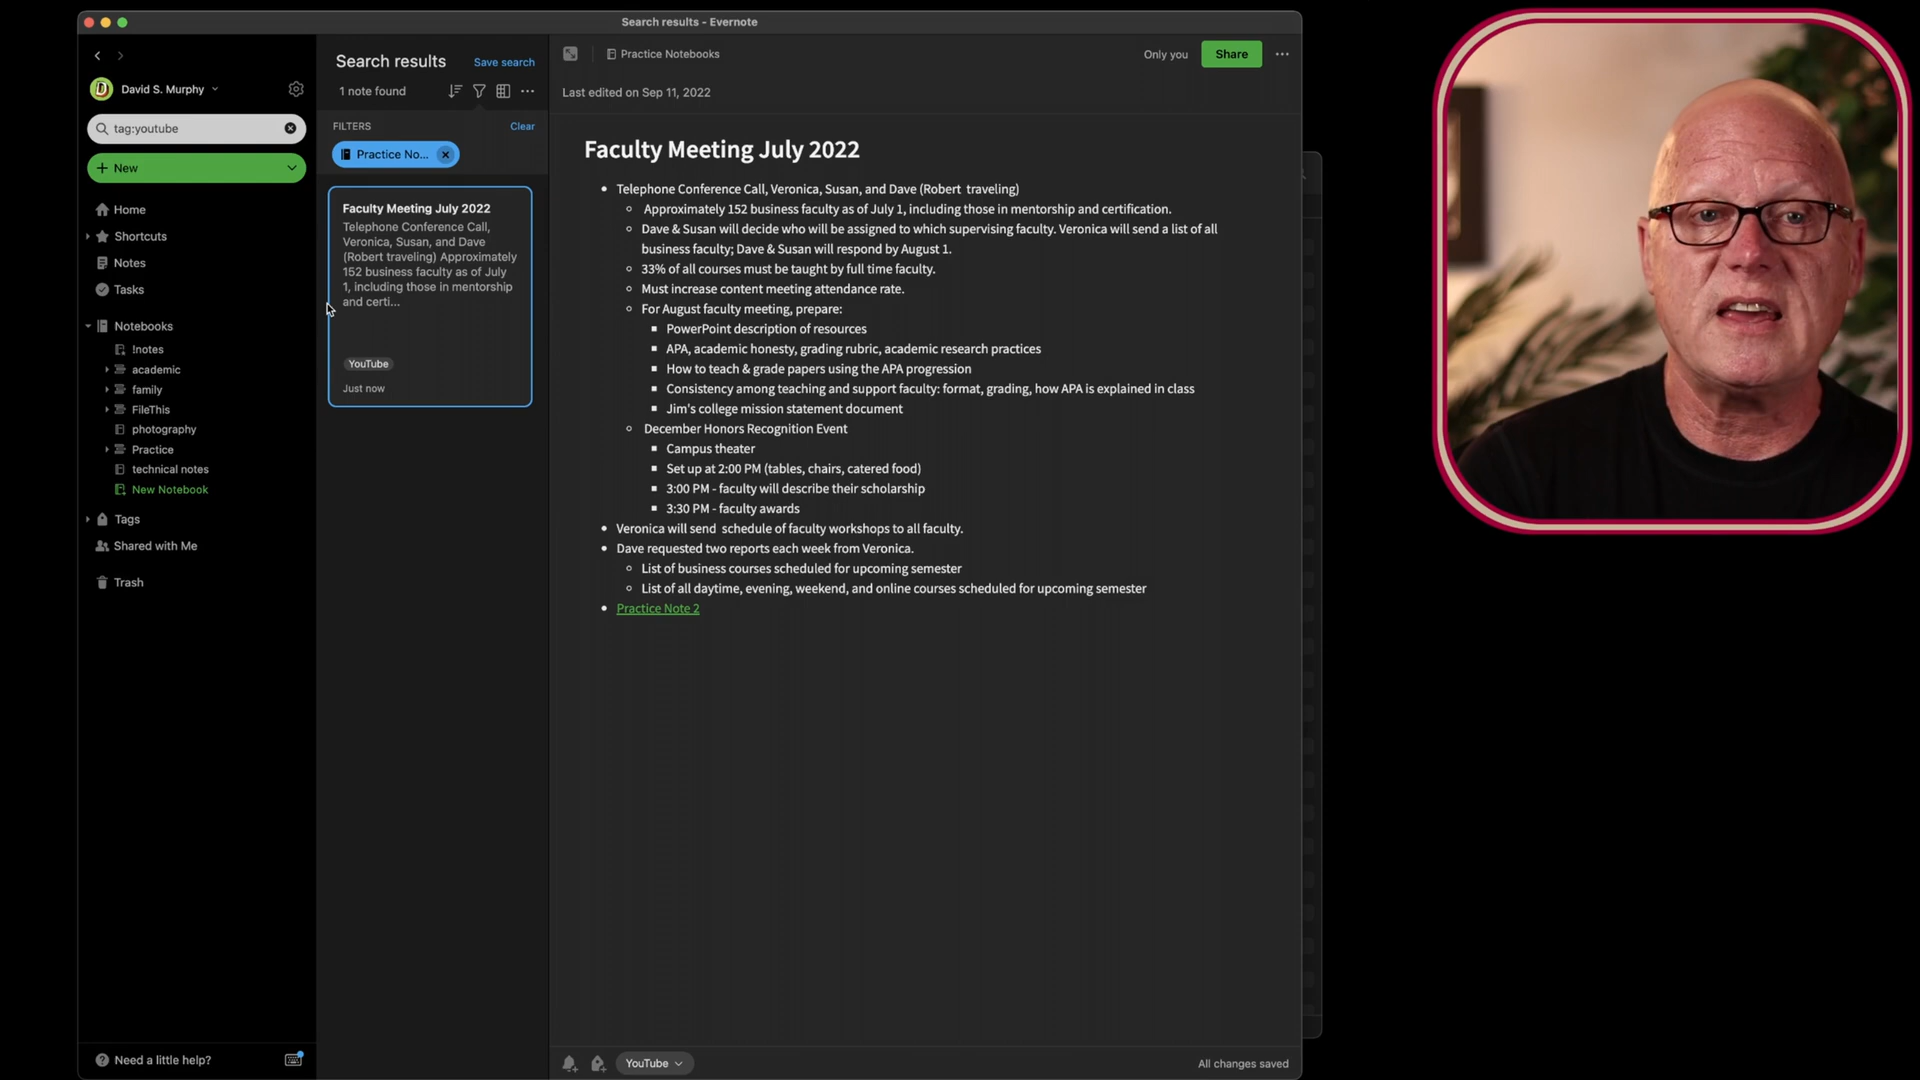 Search results - Evernote
David S. Murphy
tag:youtube
New
Home
Shortcuts
Notes
Tasks
Notebooks
!notes
academic
family
FileThis
photography
Practice
technical notes
New Notebook
Tags
Shared with Me
Trash
Need a little help?
Search results
Save search
1 note found
FILTERS
Clear
Practice No...
Faculty Meeting July 2022
Telephone Conference Call,
Veronica, Susan, and Dave
(Robert traveling) Approximately
152 business faculty as of July
1, including those in mentorship
and certi...
YouTube
Just now
Practice Notebooks
Only you
Share
Last edited on Sep 11, 2022
Faculty Meeting July 2022
Telephone Conference Call, Veronica, Susan, and Dave (Robert traveling)
Approximately 152 business faculty as of July 1, including those in mentorship and certification.
Dave & Susan will decide who will be assigned to which supervising faculty. Veronica will send a list of all
business faculty; Dave & Susan will respond by August 1.
33% of all courses must be taught by full time faculty.
Must increase content meeting attendance rate.
For August faculty meeting, prepare:
PowerPoint description of resources
APA, academic honesty, grading rubric, academic research practices
How to teach & grade papers using the APA progression
Consistency among teaching and support faculty: format, grading, how APA is explained in class
Jim's college mission statement document
December Honors Recognition Event
Campus theater
Set up at 2:00 PM (tables, chairs, catered food)
3:00 PM - faculty will describe their scholarship
3:30 PM - faculty awards
Veronica will send schedule of faculty workshops to all faculty.
Dave requested two reports each week from Veronica.
List of business courses scheduled for upcoming semester
List of all daytime, evening, weekend, and online courses scheduled for upcoming semester
Practice Note 2
YouTube
All changes saved